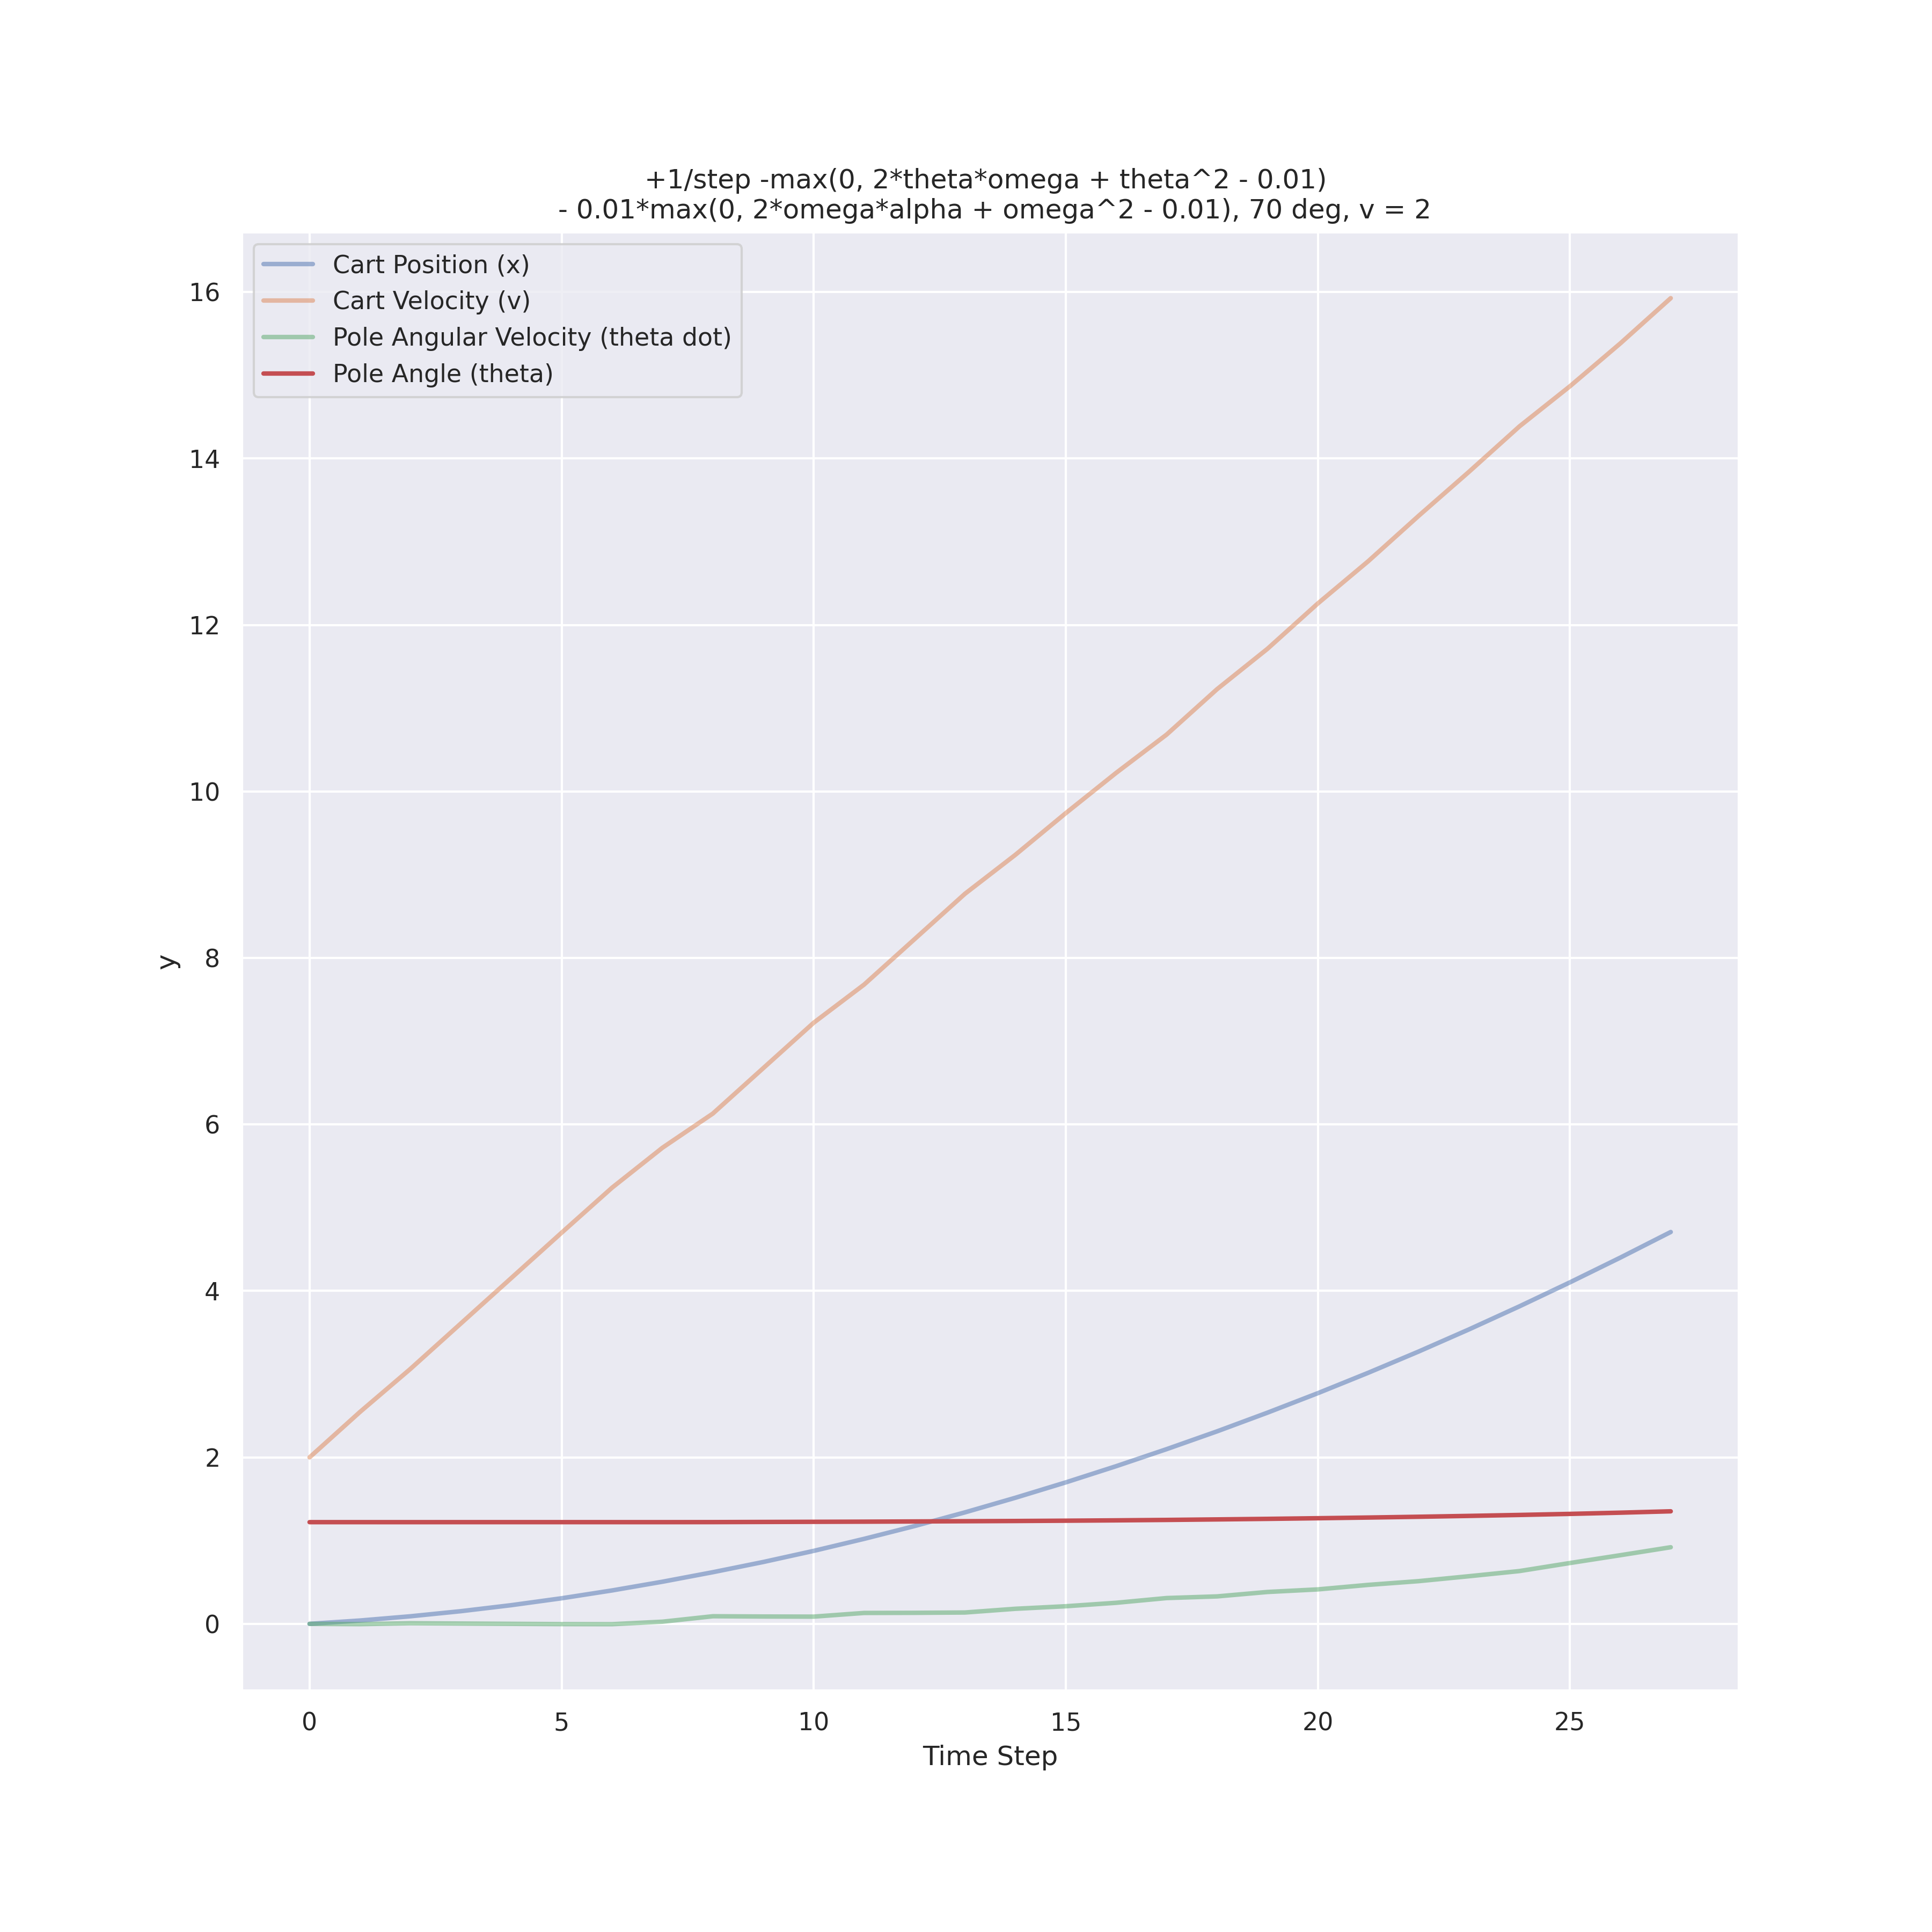 +1/step -max(0, 2*theta*omega + theta^2 - 0.01)
- 0.01*max(0, 2*omega*alpha + omega^2 - 0.01), 70 deg, v = 2
Cart Position (x)
Cart Velocity (v)
Pole Angular Velocity (theta dot)
Pole Angle (theta)
16
14
12
10
8
6
4
2
0
y
0 5 10 15 20 25
Time Step